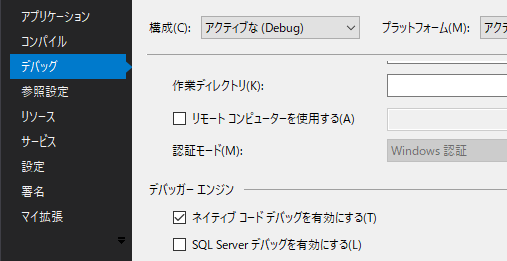 アプリケーション
コンパイル
デバッグ
参照設定
リソース
サービス
設定
署名
マイ拡張
構成(C): アクティブな (Debug) プラットフォーム(M): アク
作業ディレクトリ(K):
リモート コンピューターを使用する(A)
認証モード(M): Windows 認証
デバッガー エンジン
ネイティブ コード デバッグを有効にする(T)
SQL Server デバッグを有効にする(L)